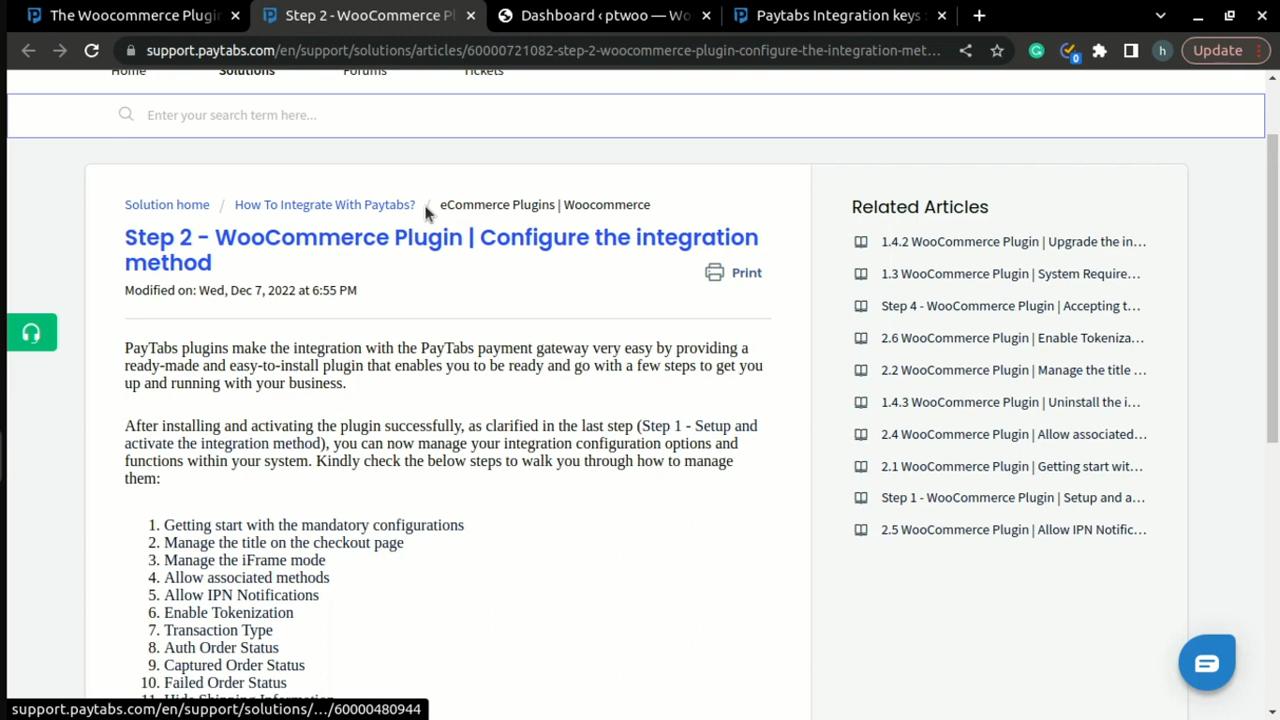 The Woocommerce Plugin
Step 2 - WooCommerce Pl
Dashboard ‹ ptwoo — Wo
Paytabs Integration keys :
support.paytabs.com/en/support/solutions/articles/60000721082-step-2-woocommerce-plugin-configure-the-integration-met...
0
h
Update
Home
Solutions
Forums
Tickets
Enter your search term here...
Solution home / How To Integrate With Paytabs? / eCommerce Plugins | Woocommerce
Step 2 - WooCommerce Plugin | Configure the integration
method
Print
Modified on: Wed, Dec 7, 2022 at 6:55 PM
PayTabs plugins make the integration with the PayTabs payment gateway very easy by providing a
ready-made and easy-to-install plugin that enables you to be ready and go with a few steps to get you
up and running with your business.
After installing and activating the plugin successfully, as clarified in the last step (Step 1 - Setup and
activate the integration method), you can now manage your integration configuration options and
functions within your system. Kindly check the below steps to walk you through how to manage
them:
1. Getting start with the mandatory configurations
2. Manage the title on the checkout page
3. Manage the iFrame mode
4. Allow associated methods
5. Allow IPN Notifications
6. Enable Tokenization
7. Transaction Type
8. Auth Order Status
9. Captured Order Status
10. Failed Order Status
11. Hide Shipping Information
Related Articles
1.4.2 WooCommerce Plugin | Upgrade the in...
1.3 WooCommerce Plugin | System Require...
Step 4 - WooCommerce Plugin | Accepting t...
2.6 WooCommerce Plugin | Enable Tokeniza...
2.2 WooCommerce Plugin | Manage the title ...
1.4.3 WooCommerce Plugin | Uninstall the i...
2.4 WooCommerce Plugin | Allow associated...
2.1 WooCommerce Plugin | Getting start wit...
Step 1 - WooCommerce Plugin | Setup and a...
2.5 WooCommerce Plugin | Allow IPN Notific...
support.paytabs.com/en/support/solutions/.../60000480944